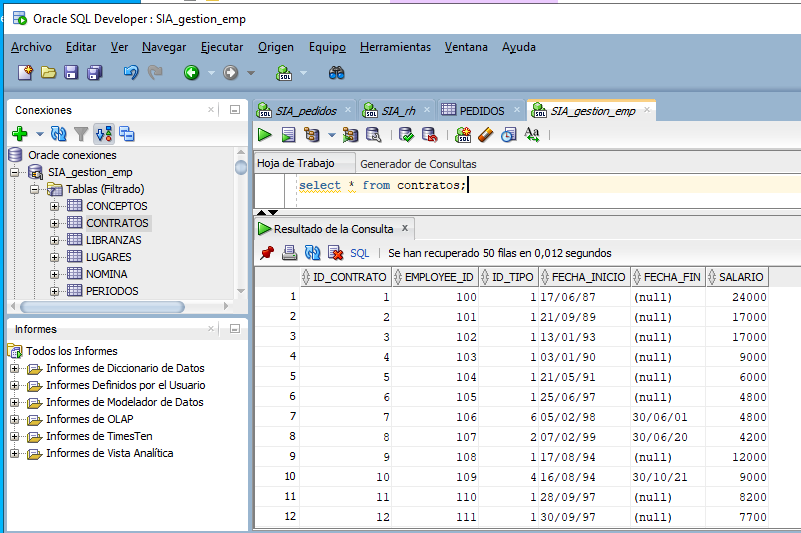 Oracle SQL Developer : SIA_gestion_emp
Archivo Editar Ver Navegar Ejecutar Origen Equipo Herramientas Ventana Ayuda
Conexiones
Oracle conexiones
SIA_gestion_emp
Tablas (Filtrado)
CONCEPTOS
CONTRATOS
LIBRANZAS
LUGARES
NOMINA
PERIODOS
Informes
Todos los Informes
Informes de Diccionario de Datos
Informes Definidos por el Usuario
Informes de Modelador de Datos
Informes de OLAP
Informes de TimesTen
Informes de Vista Analítica
SIA_pedidos SIA_rh PEDIDOS SIA_gestion_emp
Hoja de Trabajo Generador de Consultas
select * from contratos;
Resultado de la Consulta
SQL | Se han recuperado 50 filas en 0,012 segundos
ID_CONTRATO EMPLOYEE_ID ID_TIPO FECHA_INICIO FECHA_FIN SALARIO
1 1 100 1 17/06/87 (null) 24000
2 2 101 1 21/09/89 (null) 17000
3 3 102 1 13/01/93 (null) 17000
4 4 103 1 03/01/90 (null) 9000
5 5 104 1 21/05/91 (null) 6000
6 6 105 1 25/06/97 (null) 4800
7 7 106 6 05/02/98 30/06/01 4800
8 8 107 2 07/02/99 30/06/20 4200
9 9 108 1 17/08/94 (null) 12000
10 10 109 4 16/08/94 30/10/21 9000
11 11 110 1 28/09/97 (null) 8200
12 12 111 1 30/09/97 (null) 7700